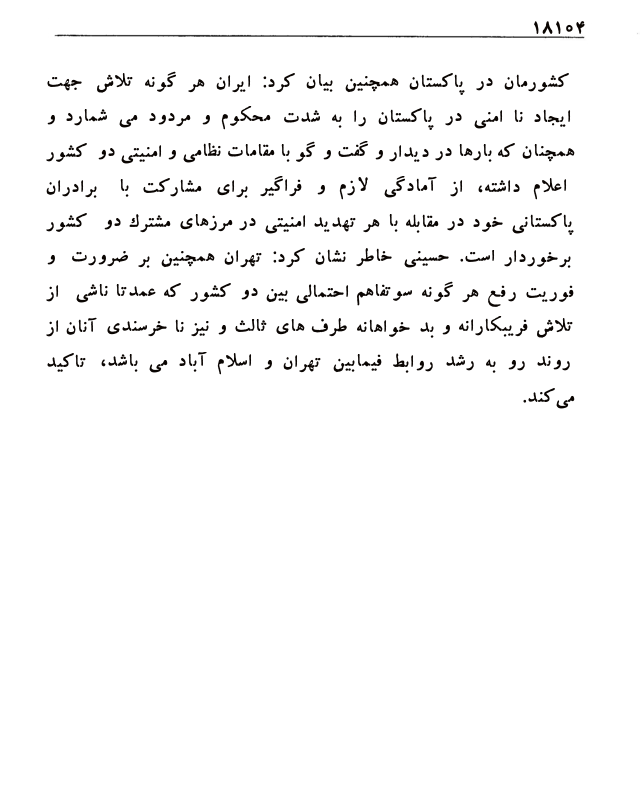 ۱۸۱۰۴
کشورمان در پاکستان همچنین بیان کرد: ایران هر گونه تلاش جهت
ایجاد نا امنی در پاکستان را به شدت محکوم و مردود می شمارد و
همچنان که بارها در دیدار و گفت و گو با مقامات نظامی و امنیتی دو کشور
اعلام داشته، از آمادگی لازم و فراگیر برای مشارکت با برادران
پاکستانی خود در مقابله با هر تهدید امنیتی در مرزهای مشترك دو کشور
برخوردار است. حسینی خاطر نشان کرد: تهران همچنین بر ضرورت و
فوریت رفع هر گونه سوتفاهم احتمالی بین دو کشور که عمدتا ناشی از
تلاش فریبکارانه و بد خواهانه طرف های ثالث و نیز نا خرسندی آنان از
روند رو به رشد روابط فیمابین تهران و اسلام آباد می باشد، تاکید
می‌کند.